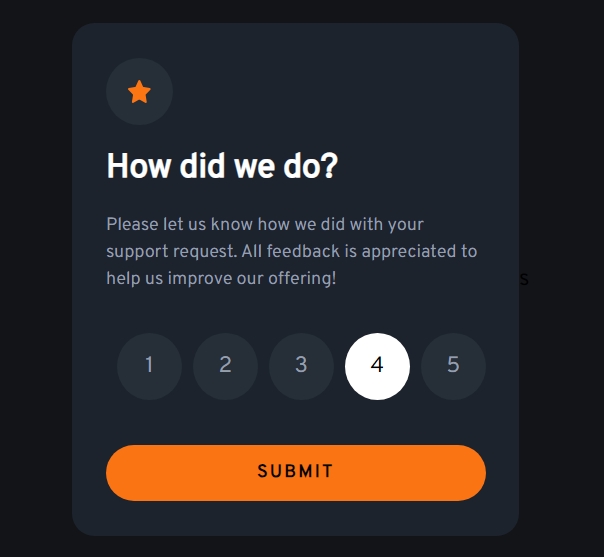 How did we do?
Please let us know how we did with your
support request. All feedback is appreciated to
help us improve our offering!
s
1 2 3 4 5
SUBMIT